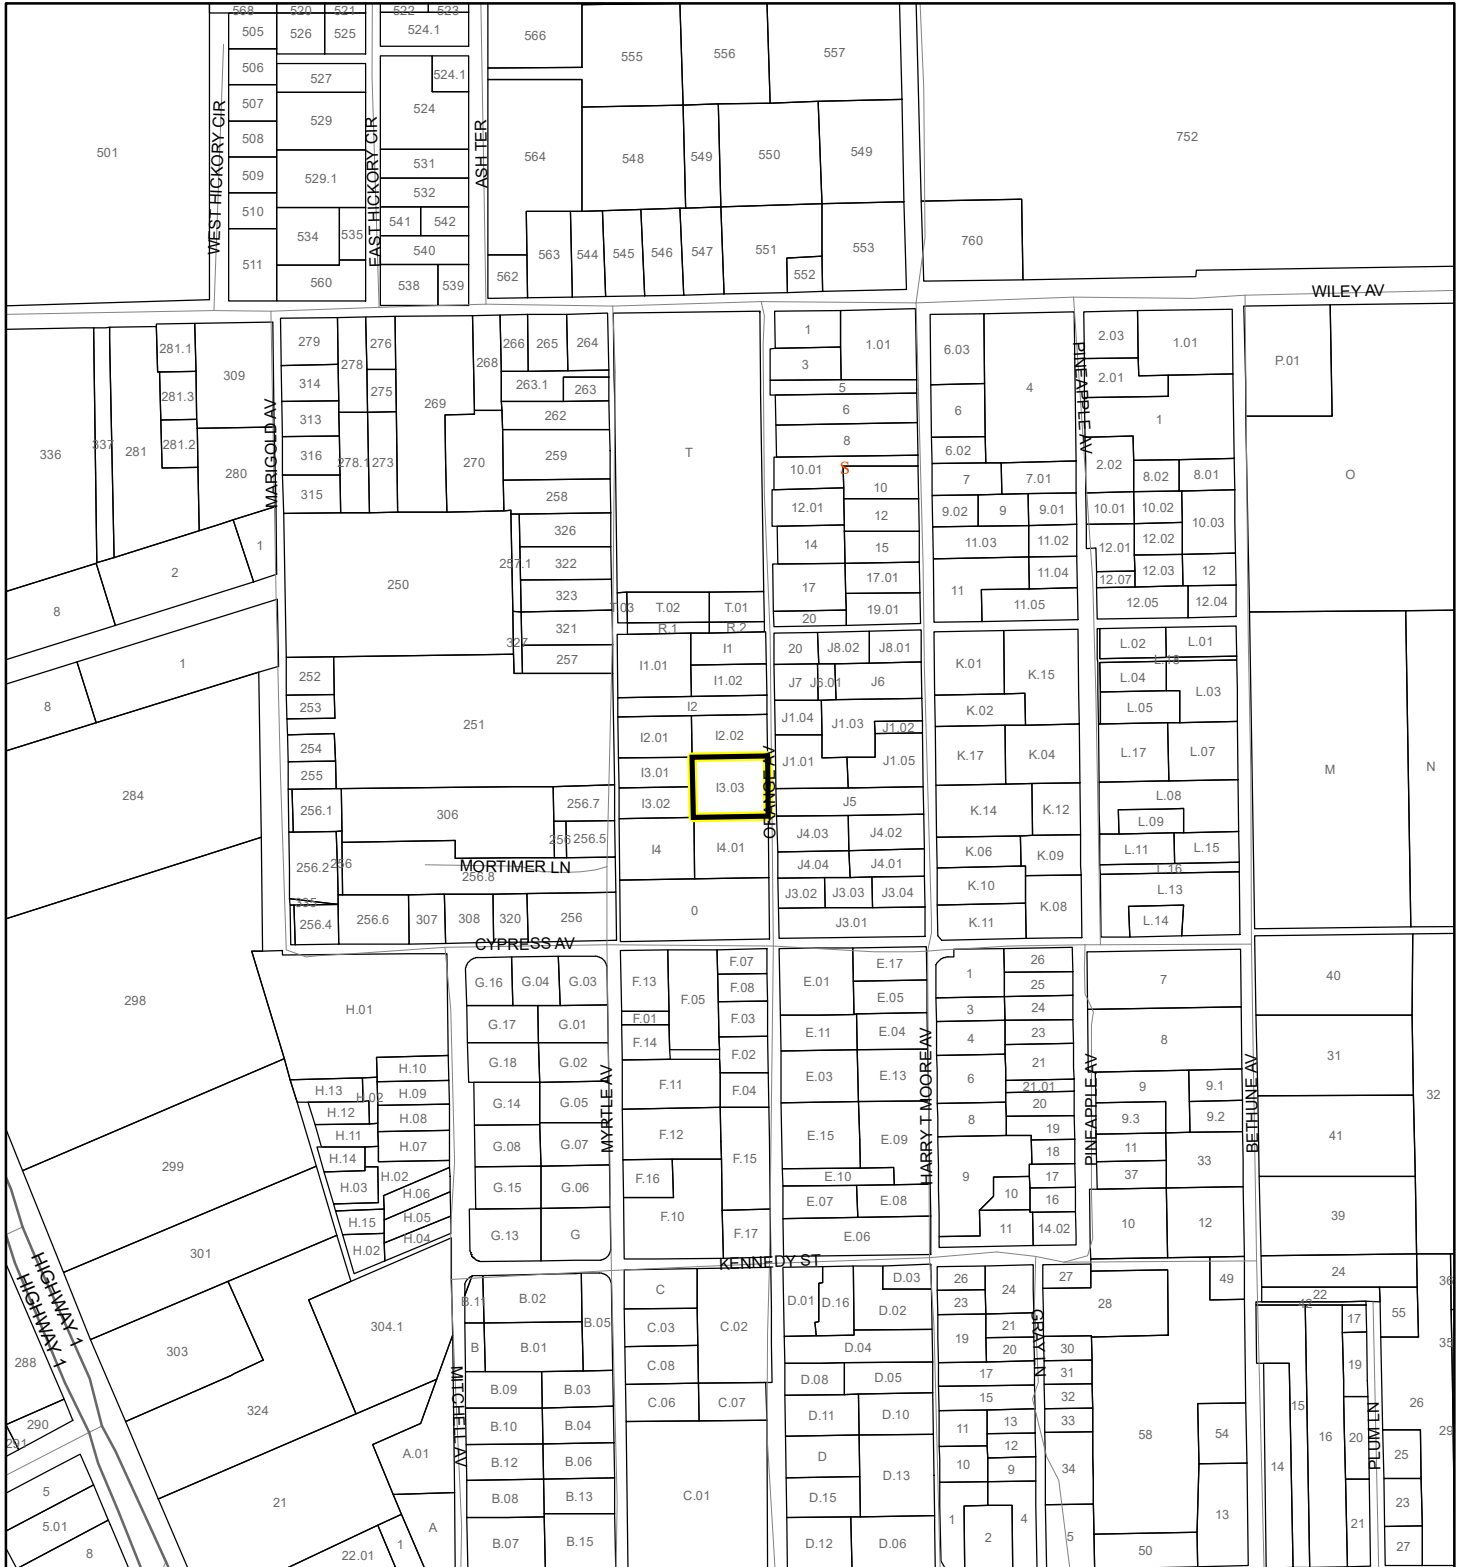 568 520 521 522 523
505 526 525 524.1 566 555 556 557
506 527 524.1
507 529 524
508
501 509 529.1 531 564 548 549 550 549 752
510 532
534 535 541 542
511 540 563 544 545 546 547 551 553 760
560 538 539 562 552
WEST HICKORY CIR
EAST HICKORY CIR
ASH TER
WILEY AV
281.1 309 279 278 276 269 268 266 265 264 1 1.01 6.03 4 2.03 1.01 P.01
281.3 314 275 263.1 263 3 5 2.01
336 337 281 281.2 280 313 262 6 6 1
316 278.1 273 270 259 T 8 6.02 2.02 O
315 258 10.01 S 10 7 7.01 8.02 8.01
MARIGOLD AV
PINEAPPLE AV
1 326 12.01 12 9.02 9 9.01 10.01 10.02 10.03
2 250 257.1 322 14 15 11.03 11.02 12.01 12.02
8 323 17 17.01 11 11.04 12.07 12.03 12
T.03 T.02 T.01 19.01 11.05 12.05 12.04
327 321 R.1 R.2 20
1 257 I1.01 I1 20 J8.02 J8.01 K.01 K.15 L.02 L.01
252 I1.02 J7 J6.01 J6 L.18 L.04 L.03
8 253 251 I2 K.02 L.05
254 I2.01 I2.02 J1.04 J1.03 J1.02 K.17 K.04 L.17 L.07
255 I3.01 I3.03 J1.01 J1.05 M N
284 256.1 306 256.7 I3.02 J5 K.14 K.12 L.08
ORANGE AV
L.09
256.2 256 256 256.5 I4 I4.01 J4.03 J4.02 K.06 K.09 L.11 L.15
MORTIMER LN
256.8 J4.04 J4.01 K.10 L.16
335 J3.02 J3.03 J3.04 K.08 L.13
256.4 256.6 307 308 320 256 0 J3.01 K.11 L.14
CYPRESS AV
298 H.01 G.16 G.04 G.03 F.13 F.05 F.07 E.01 E.17 1 26 7 40
F.08 E.05 25
G.17 G.01 F.01 F.03 E.11 E.04 3 24
F.14 4 23 8
G.18 G.02 F.02 21 31
H.13 H.02 H.10 F.11 F.04 E.03 E.13 6 21.01 9 9.1 32
H.12 H.09 G.14 G.05 20
H.11 H.08 F.12 E.15 E.09 8 19 9.3 9.2 41
H.14 H.07 G.08 G.07 F.15 18 11 33
MYRTLE AV
HARRY T MOORE AV
PINEAPPLE AV
BETHUNE AV
299 H.03 H.02 F.16 E.10 9 17 37
H.06 G.15 G.06 E.07 E.08 10 16
H.15 H.05 F.10 10 12 39
301 H.02 H.04 G.13 G F.17 E.06 11 14.02
KENNEDY ST
HIGHWAY 1
HIGHWAY 1
B.11 B.02 B.05 C C.02 D.01 D.16 D.03 26 24 27 28 49 24 36
304.1 D.02 23 22 42
303 B B.01 C.03 19 21 17 55
288 C.08 D.04 20 30 19 35
GRAY LN
B.09 B.03 C.06 C.07 D.08 D.05 17 31
290 324 B.10 B.04 D.11 D.10 15 32 15 26
291 A.01 11 13 33 58 54 16 20 29
MITCHELL AV
PLUM LN
B.12 B.06 D D.13 10 12 34 14 25
5 21 B.08 B.13 C.01 D.15 9 23
5.01 A 1 2 4 5 13 21
8 22.01 1 B.07 B.15 D.12 D.06 50 27